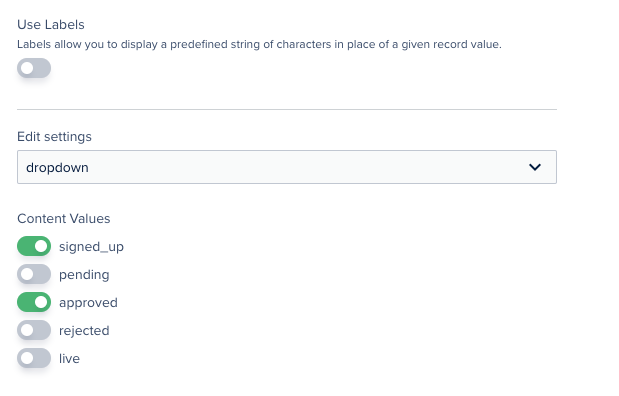 Use Labels
Labels allow you to display a predefined string of characters in place of a given record value.
Edit settings
dropdown
Content Values
signed_up
pending
approved
rejected
live